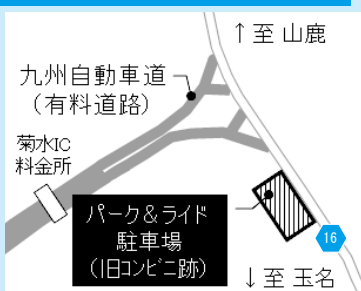 ↑至 山鹿
九州自動車道
（有料道路）
菊水IC
料金所
パーク＆ライド
駐車場
（旧コンビニ跡）
16
↓至 玉名